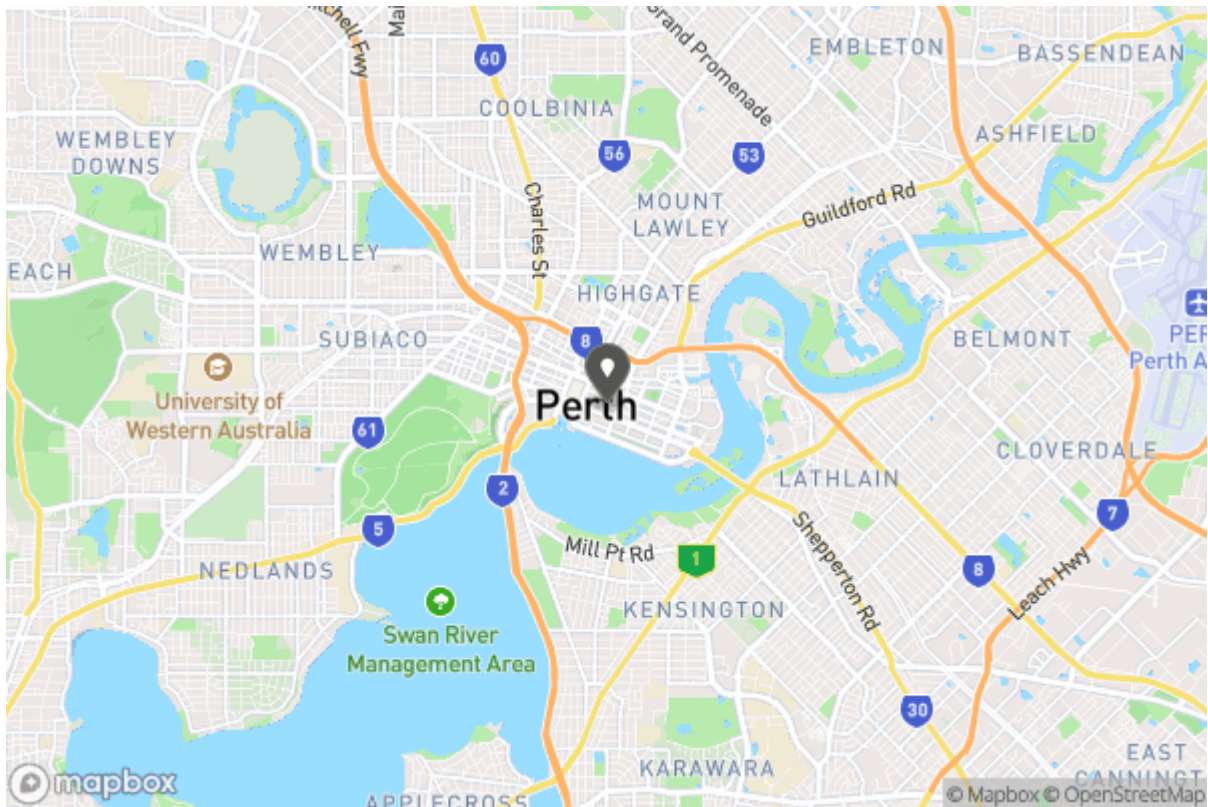 Mitchell Fwy
60
Grand Promenade
EMBLETON
BASSENDEAN
COOLBINIA
WEMBLEY
DOWNS
56
53
ASHFIELD
Charles St
MOUNT
LAWLEY
Guildford Rd
WEMBLEY
EACH
HIGHGATE
SUBIACO
8
BELMONT
PER
Perth A
University of
Western Australia
61
Perth
CLOVERDALE
LATHLAIN
2
7
5
Mill Pt Rd
1
Shepperton Rd
8
Leach Hwy
NEDLANDS
KENSINGTON
Swan River
Management Area
30
KARAWARA
EAST
CANNINGT
APPLECROSS
mapbox
© Mapbox © OpenStreetMap